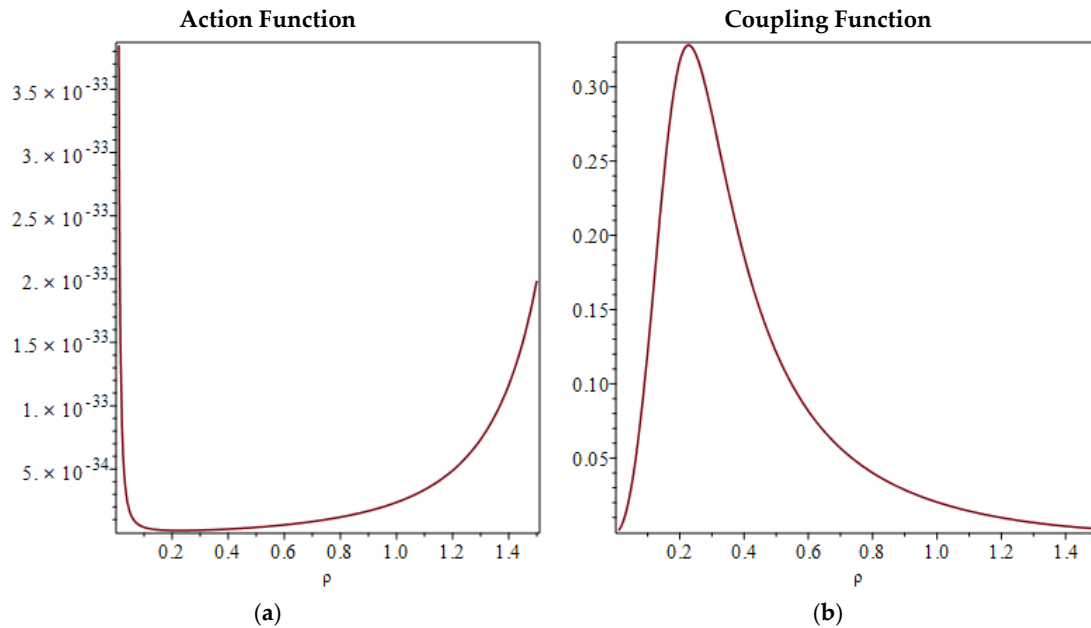 Action Function
3.5 × 10^-33
3. × 10^-33
2.5 × 10^-33
2. × 10^-33
1.5 × 10^-33
1. × 10^-33
5. × 10^-34
0.2 0.4 0.6 0.8 1.0 1.2 1.4
ρ
(a)
Coupling Function
0.30
0.25
0.20
0.15
0.10
0.05
0.2 0.4 0.6 0.8 1.0 1.2 1.4
ρ
(b)